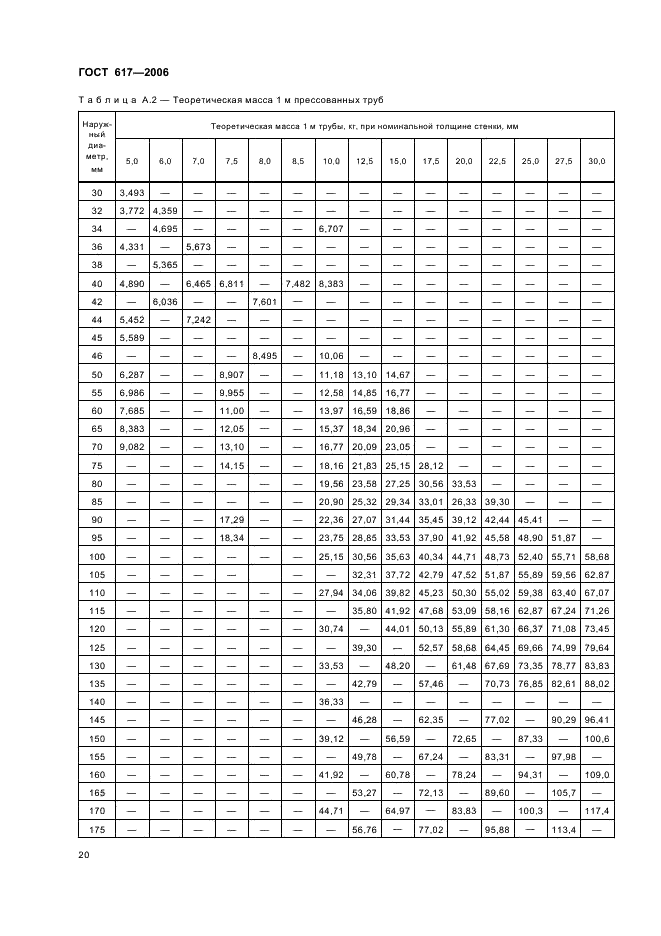 ГОСТ 617—2006
Таблица А.2 — Теоретическая масса 1 м прессованных труб
Наруж-
ный
диа-
метр,
мм
Теоретическая масса 1 м трубы, кг, при номинальной толщине стенки, мм
5,0 6,0 7,0 7,5 8,0 8,5 10,0 12,5 15,0 17,5 20,0 22,5 25,0 27,5 30,0
30 3,493 — — — — — — — — — — — — — —
32 3,772 4,359 — — — — — — — — — — — — —
34 — 4,695 — — — — 6,707 — — — — — — — —
36 4,331 — 5,673 — — — — — — — — — — — —
38 — 5,365 — — — — — — — — — — — — —
40 4,890 — 6,465 6,811 — 7,482 8,383 — — — — — — — —
42 — 6,036 — — 7,601 — — — — — — — — — —
44 5,452 — 7,242 — — — — — — — — — — — —
45 5,589 — — — — — — — — — — — — — —
46 — — — — 8,495 — 10,06 — — — — — — — —
50 6,287 — — 8,907 — — 11,18 13,10 14,67 — — — — — —
55 6,986 — — 9,955 — — 12,58 14,85 16,77 — — — — — —
60 7,685 — — 11,00 — — 13,97 16,59 18,86 — — — — — —
65 8,383 — — 12,05 — — 15,37 18,34 20,96 — — — — — —
70 9,082 — — 13,10 — — 16,77 20,09 23,05 — — — — — —
75 — — — 14,15 — — 18,16 21,83 25,15 28,12 — — — — —
80 — — — — — — 19,56 23,58 27,25 30,56 33,53 — — — —
85 — — — — — — 20,90 25,32 29,34 33,01 26,33 39,30 — — —
90 — — — 17,29 — — 22,36 27,07 31,44 35,45 39,12 42,44 45,41 — —
95 — — — 18,34 — — 23,75 28,85 33,53 37,90 41,92 45,58 48,90 51,87 —
100 — — — — — — 25,15 30,56 35,63 40,34 44,71 48,73 52,40 55,71 58,68
105 — — — — — — 32,31 37,72 42,79 47,52 51,87 55,89 59,56 62,87
110 — — — — — — 27,94 34,06 39,82 45,23 50,30 55,02 59,38 63,40 67,07
115 — — — — — — — 35,80 41,92 47,68 53,09 58,16 62,87 67,24 71,26
120 — — — — — — 30,74 — 44,01 50,13 55,89 61,30 66,37 71,08 73,45
125 — — — — — — — 39,30 — 52,57 58,68 64,45 69,66 74,99 79,64
130 — — — — — — 33,53 — 48,20 — 61,48 67,69 73,35 78,77 83,83
135 — — — — — — — 42,79 — 57,46 — 70,73 76,85 82,61 88,02
140 — — — — — — 36,33 — — — — — — — —
145 — — — — — — — 46,28 — 62,35 — 77,02 — 90,29 96,41
150 — — — — — — 39,12 — 56,59 — 72,65 — 87,33 — 100,6
155 — — — — — — — 49,78 — 67,24 — 83,31 — 97,98 —
160 — — — — — — 41,92 — 60,78 — 78,24 — 94,31 — 109,0
165 — — — — — — — 53,27 — 72,13 — 89,60 — 105,7 —
170 — — — — — — 44,71 — 64,97 — 83,83 — 100,3 — 117,4
175 — — — — — — — 56,76 — 77,02 — 95,88 — 113,4 —
20